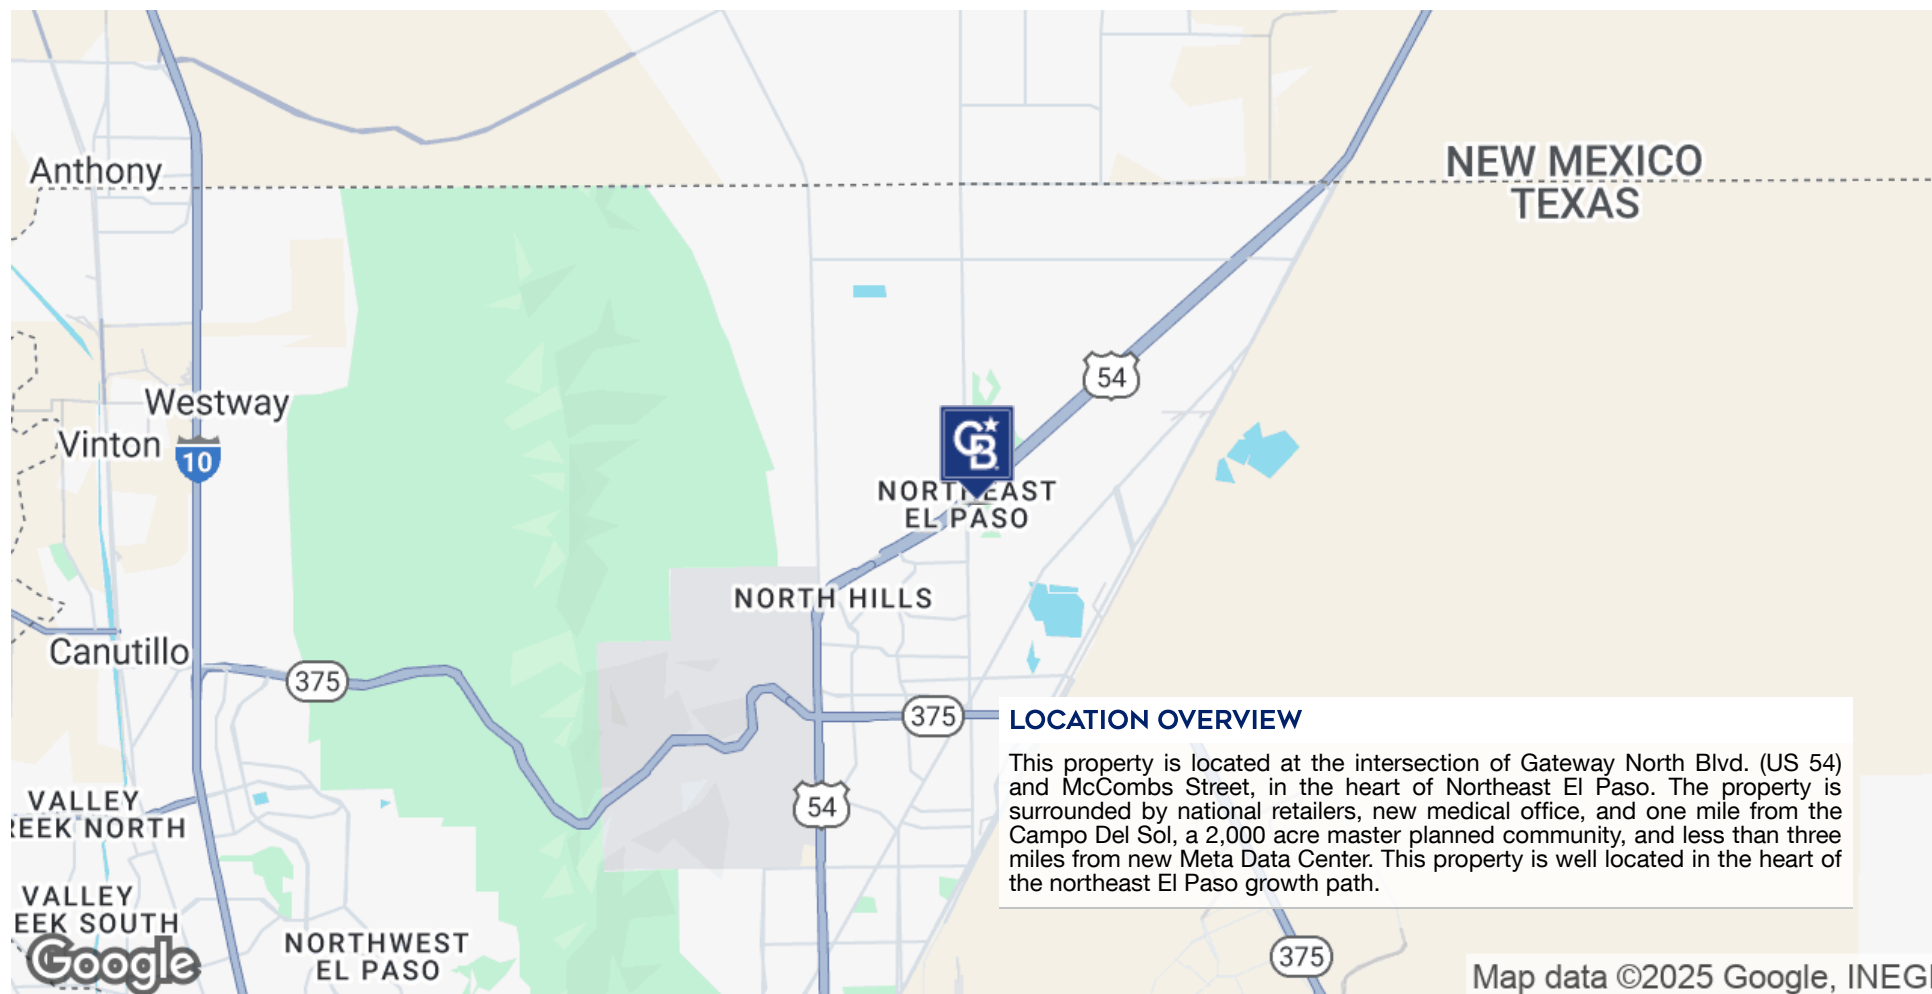 Anthony
NEW MEXICO
TEXAS
54
Westway
Vinton
10
CB
NORTHEAST
EL PASO
NORTH HILLS
Canutillo
375
375
LOCATION OVERVIEW
This property is located at the intersection of Gateway North Blvd. (US 54)
and McCombs Street, in the heart of Northeast El Paso. The property is
surrounded by national retailers, new medical office, and one mile from the
Campo Del Sol, a 2,000 acre master planned community, and less than three
miles from new Meta Data Center. This property is well located in the heart of
the northeast El Paso growth path.
54
VALLEY
REEK NORTH
VALLEY
EEK SOUTH
NORTHWEST
EL PASO
375
Google
Map data ©2025 Google, INEGI